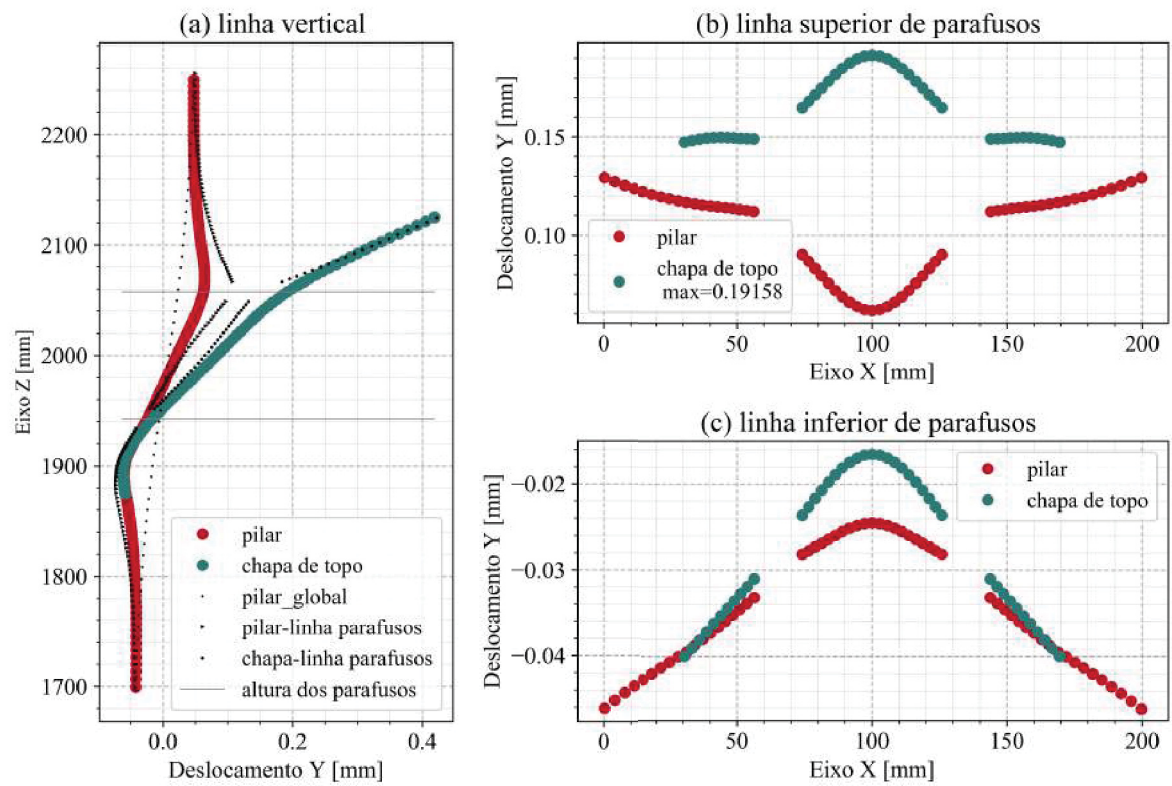 (a) linha vertical
2200
2100
2000
1900
1800
1700
Eixo Z [mm]
pilar
chapa de topo
pilar_global
pilar-linha parafusos
chapa-linha parafusos
altura dos parafusos
0.0
0.2
0.4
Deslocamento Y [mm]
(b) linha superior de parafusos
0.15
0.10
Deslocamento Y [mm]
pilar
chapa de topo
max=0.19158
0
50
100
150
200
Eixo X [mm]
(c) linha inferior de parafusos
−0.02
−0.03
−0.04
Deslocamento Y [mm]
pilar
chapa de topo
0
50
100
150
200
Eixo X [mm]